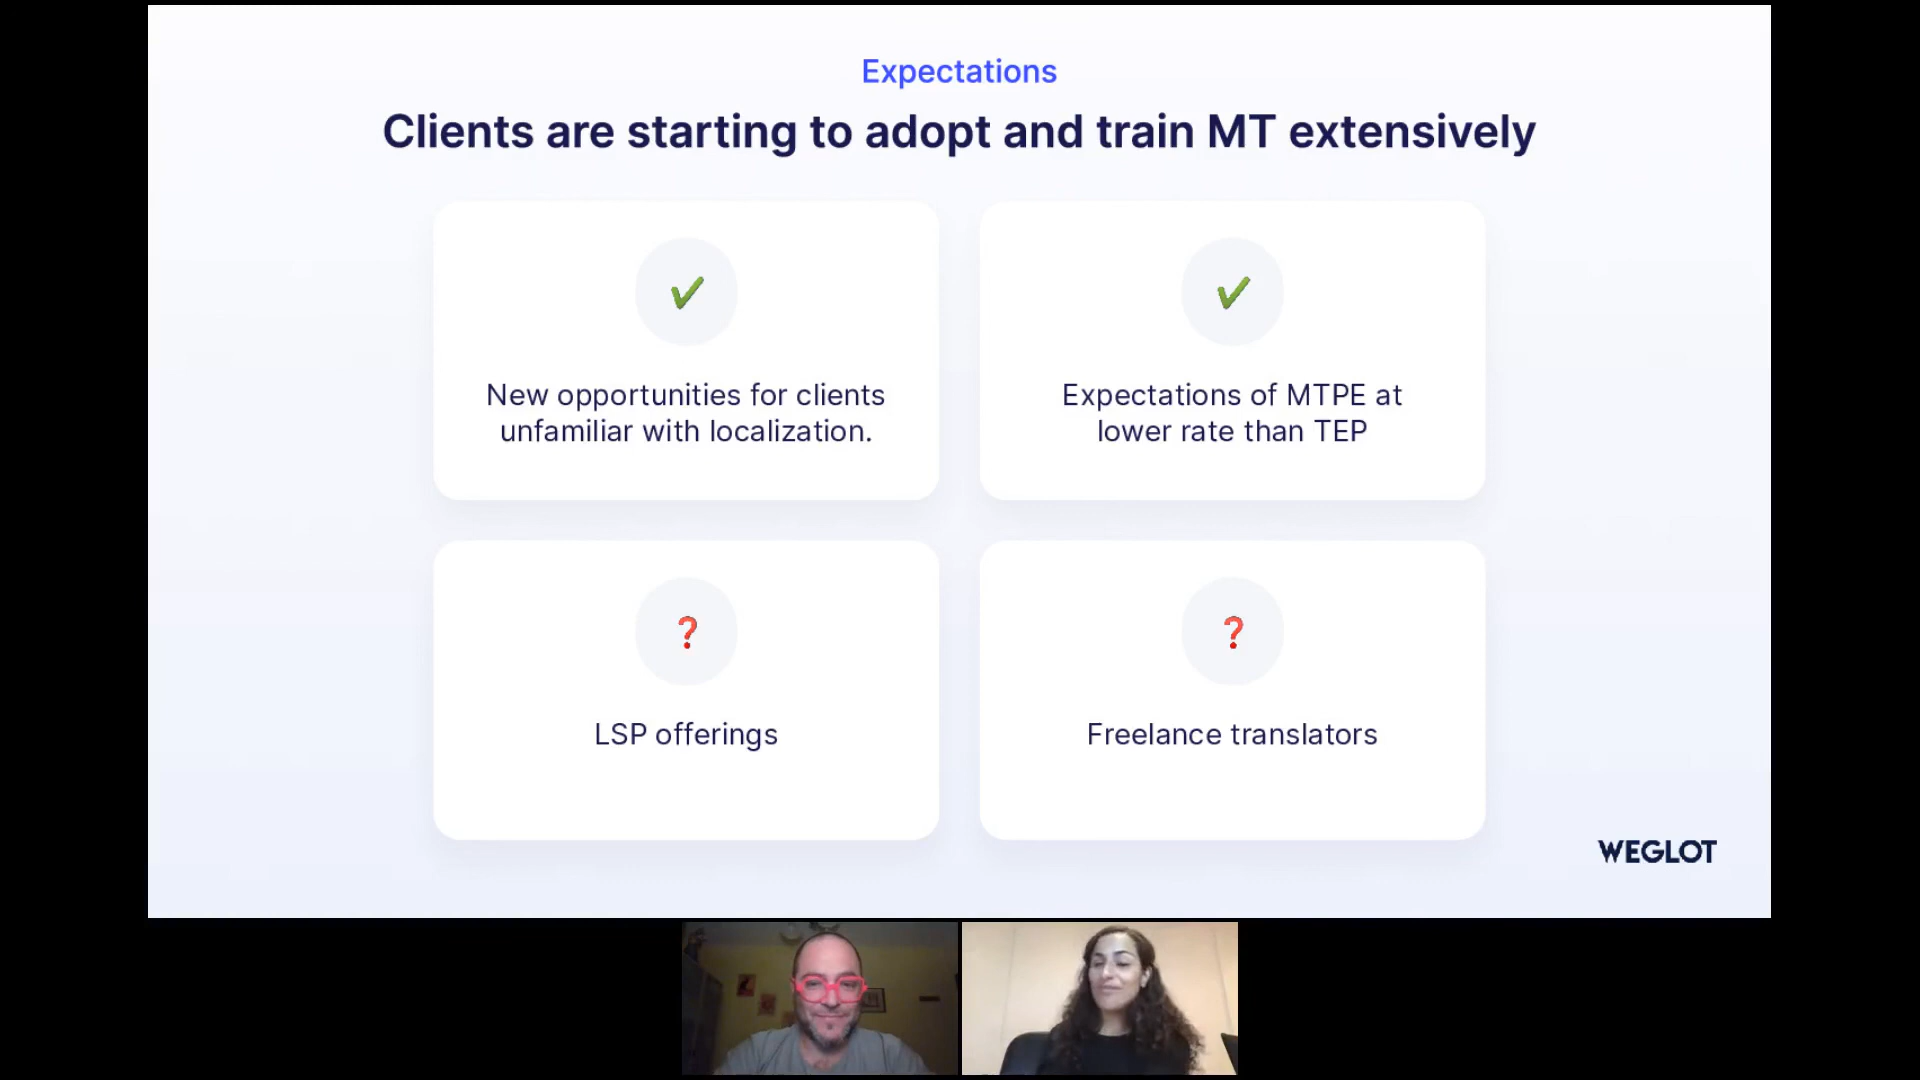 Expectations
Clients are starting to adopt and train MT extensively
New opportunities for clients
unfamiliar with localization.
Expectations of MTPE at
lower rate than TEP
LSP offerings
Freelance translators
WEGLOT